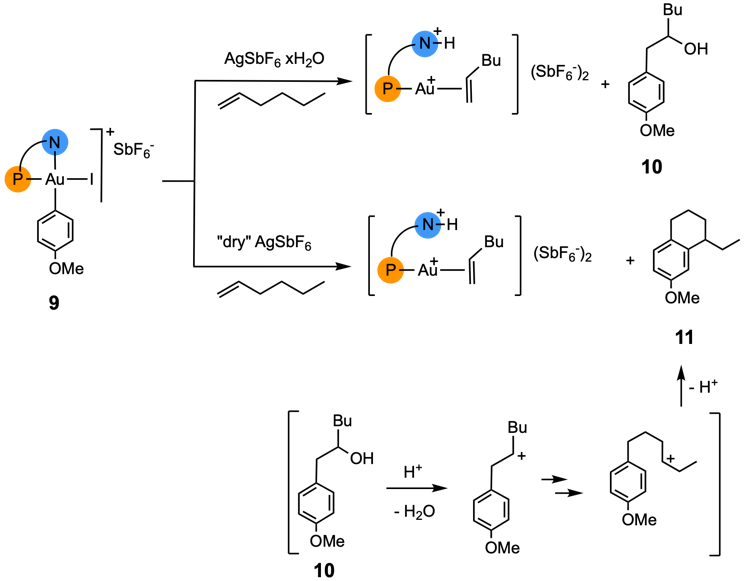 Bu
OH
OMe
10
AgSbF₆ xH₂O
N
+
H
Bu
P
Au
+
(SbF₆⁻)₂
+
N
P
Au
I
+
SbF₆⁻
OMe
9
"dry" AgSbF₆
N
+
H
Bu
P
Au
+
(SbF₆⁻)₂
+
OMe
11
- H⁺
Bu
OH
OMe
10
H⁺
- H₂O
Bu
+
OMe
+
OMe